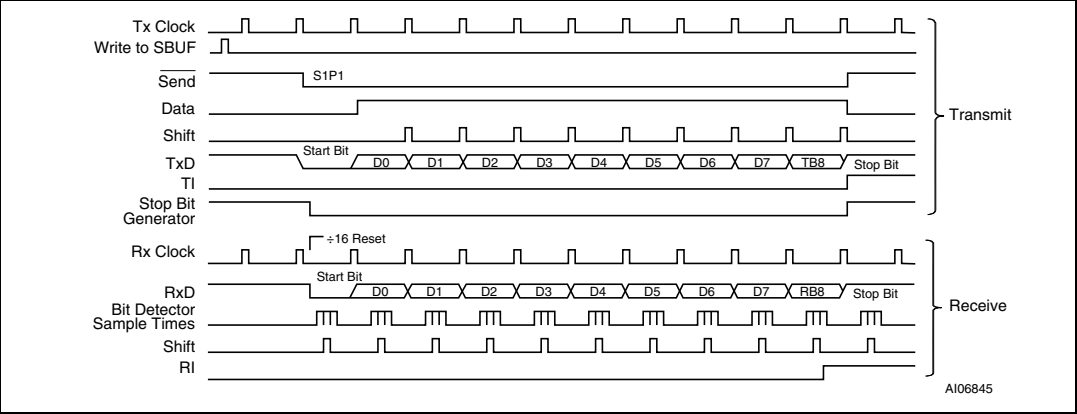 Tx Clock
Write to SBUF
Send
S1P1
Data
Transmit
Shift
Start Bit
TxD
D0 D1 D2 D3 D4 D5 D6 D7 TB8 Stop Bit
TI
Stop Bit
Generator
÷16 Reset
Rx Clock
Start Bit
RxD
D0 D1 D2 D3 D4 D5 D6 D7 RB8 Stop Bit
Bit Detector
Sample Times
Receive
Shift
RI
AI06845